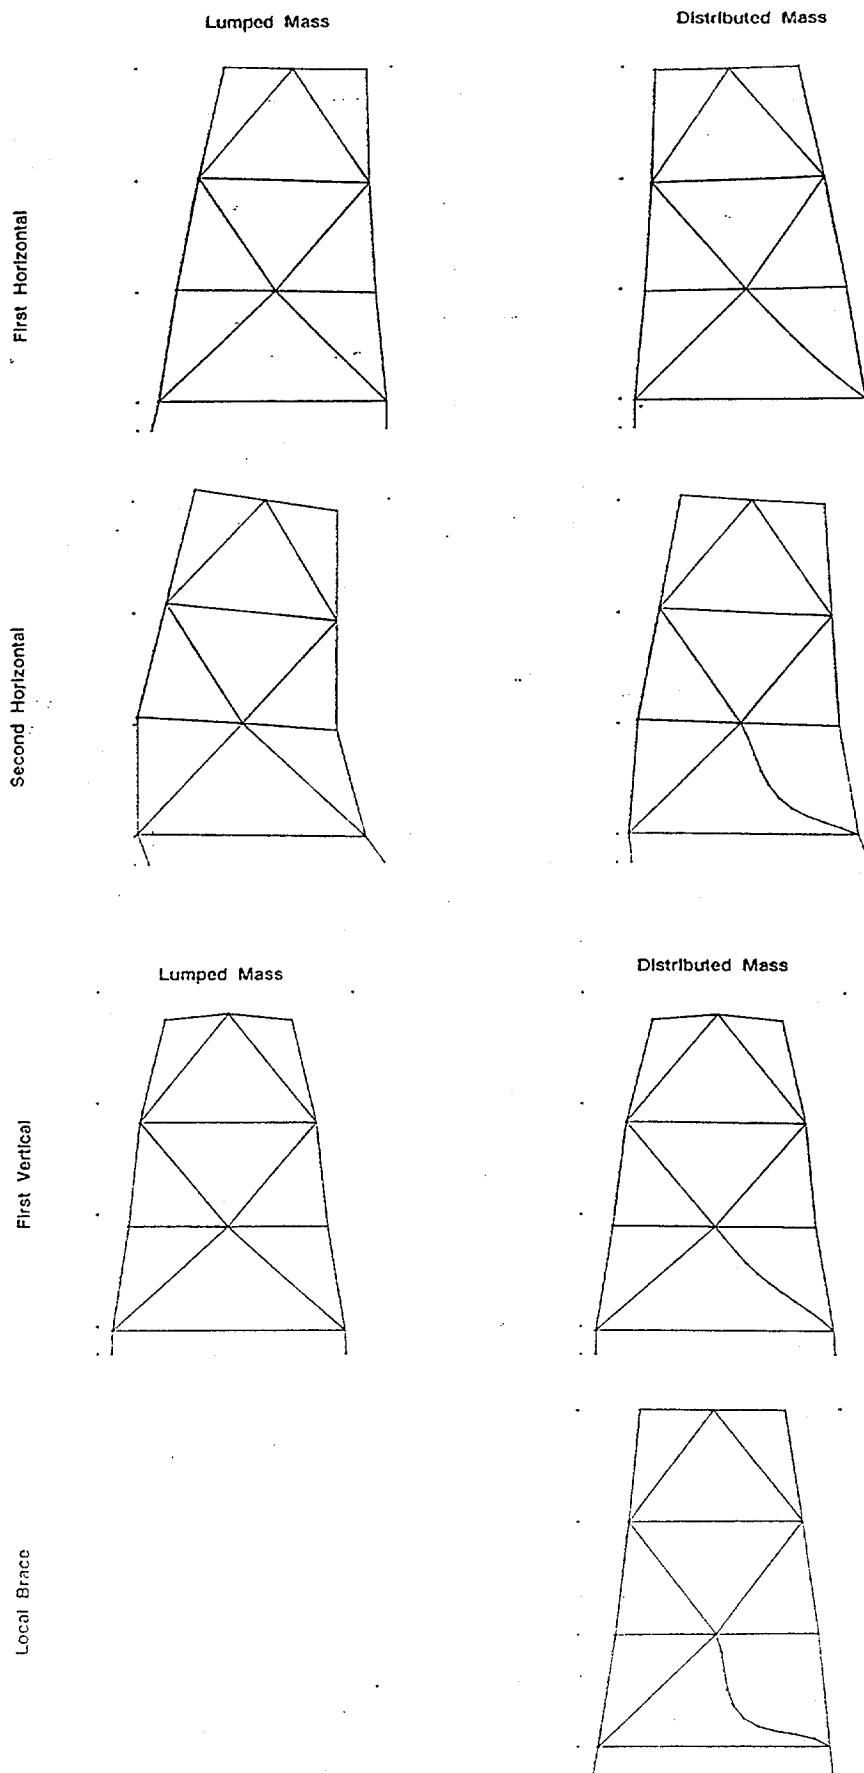 Lumped Mass
Distributed Mass
First Horizontal
Second Horizontal
Lumped Mass
Distributed Mass
First Vertical
Local Brace